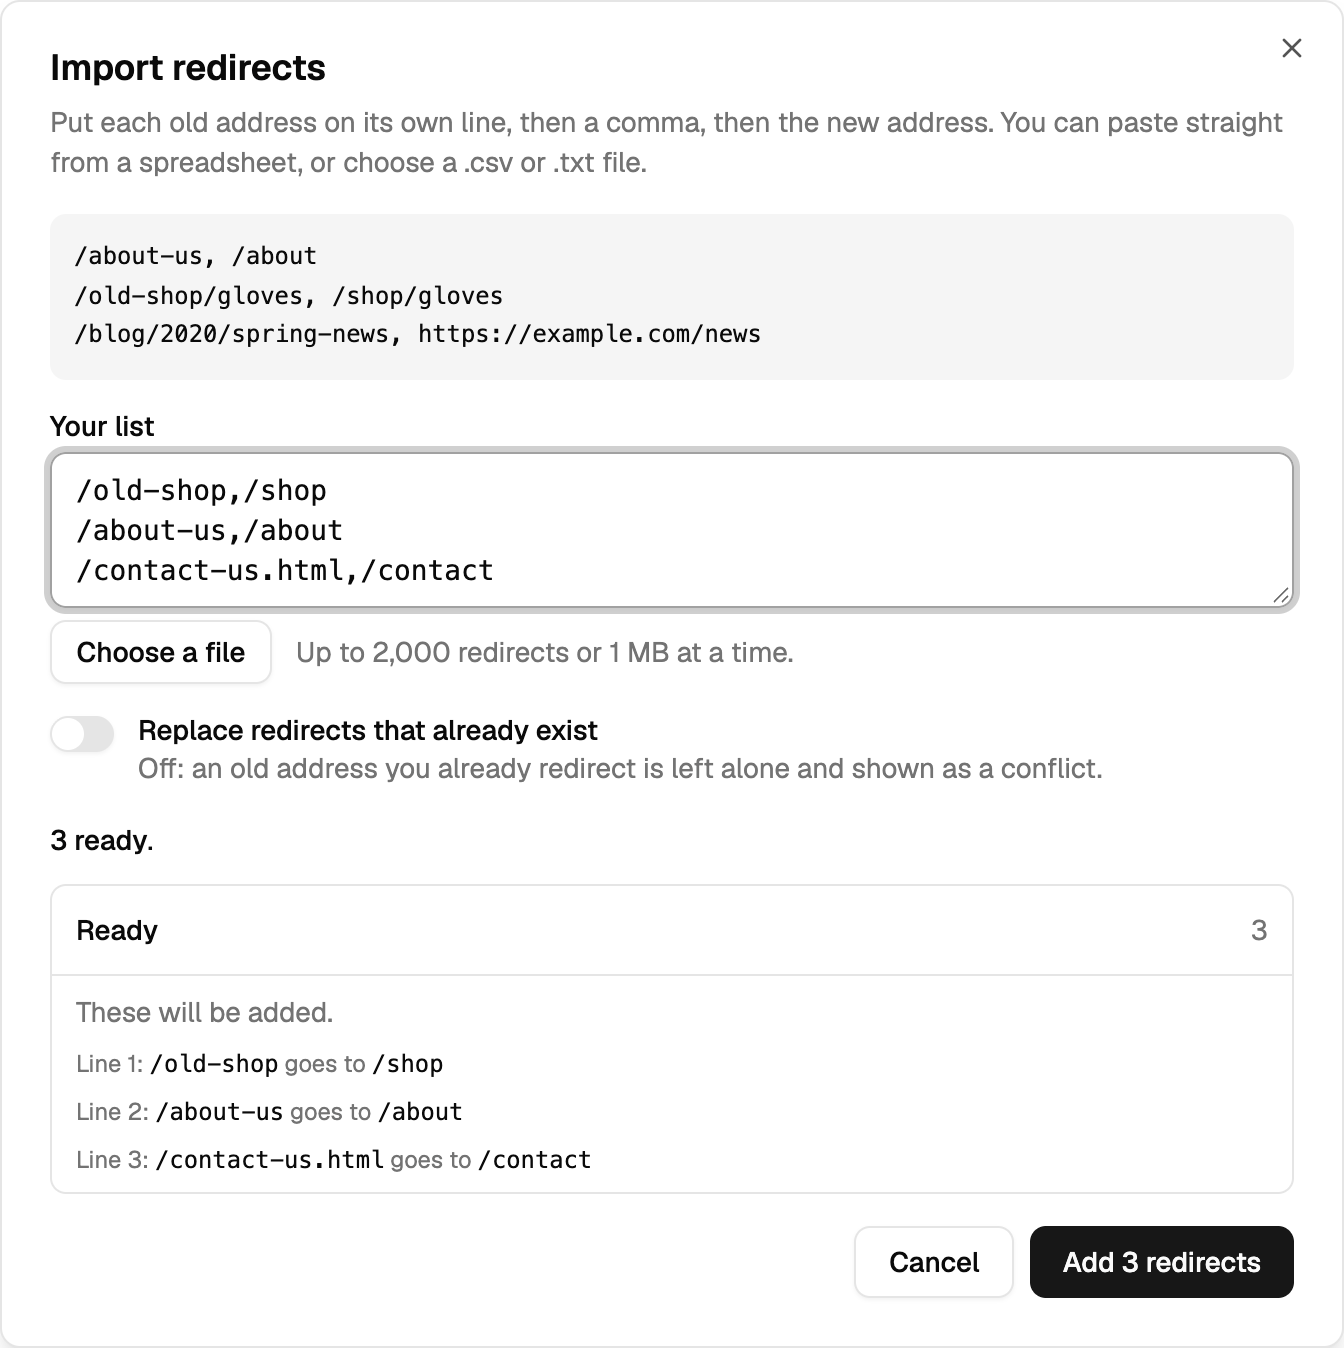 Import redirects
Put each old address on its own line, then a comma, then the new address. You can paste straight
from a spreadsheet, or choose a .csv or .txt file.
/about-us, /about
/old-shop/gloves, /shop/gloves
/blog/2020/spring-news, https://example.com/news
Your list
/old-shop,/shop
/about-us,/about
/contact-us.html,/contact
Choose a file
Up to 2,000 redirects or 1 MB at a time.
Replace redirects that already exist
Off: an old address you already redirect is left alone and shown as a conflict.
3 ready.
Ready 3
These will be added.
Line 1: /old-shop goes to /shop
Line 2: /about-us goes to /about
Line 3: /contact-us.html goes to /contact
Cancel
Add 3 redirects